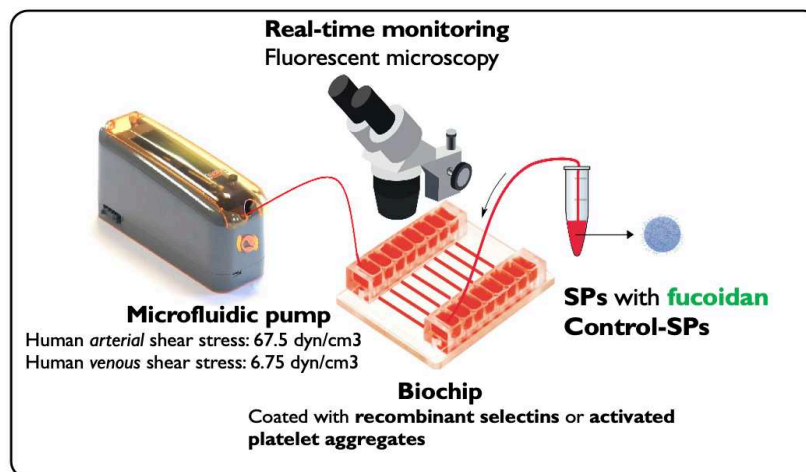 Real-time monitoring
Fluorescent microscopy
Microfluidic pump
Human arterial shear stress: 67.5 dyn/cm3
Human venous shear stress: 6.75 dyn/cm3
SPs with fucoidan
Control-SPs
Biochip
Coated with recombinant selectins or activated
platelet aggregates